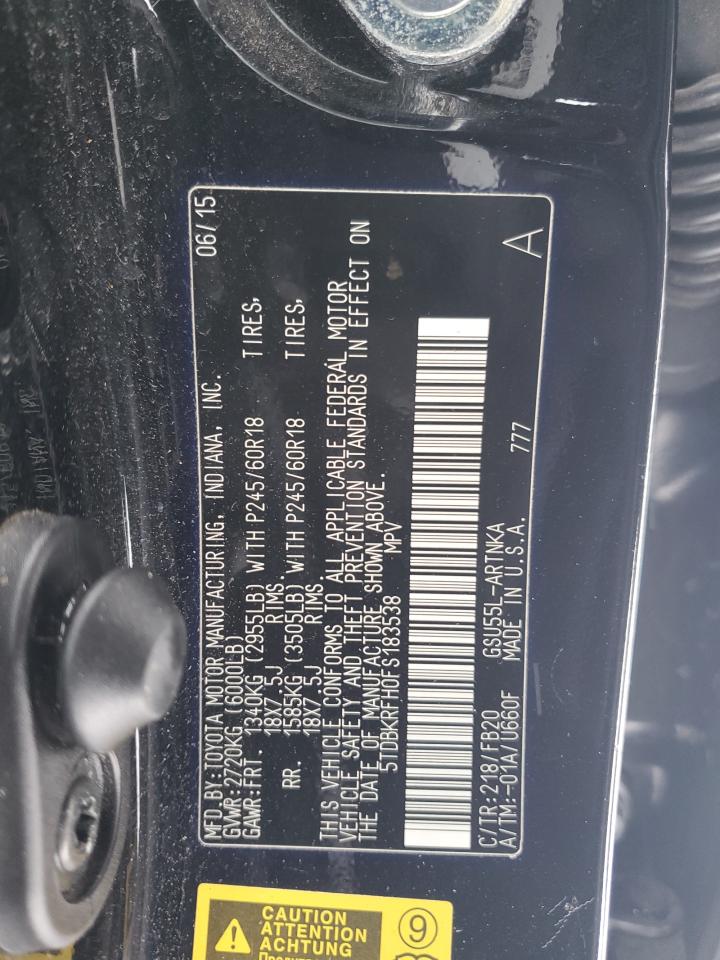 MFD.BY:TOYOTA MOTOR MANUFACTURING, INDIANA, INC. 06/15
GVWR:2720KG (6000LB)
GAWR:FRT. 1340KG (2955LB) WITH P245/60R18 TIRES,
18X7.5J RIMS.
RR. 1585KG (3505LB) WITH P245/60R18 TIRES,
18X7.5J RIMS.
THIS VEHICLE CONFORMS TO ALL APPLICABLE FEDERAL MOTOR
VEHICLE SAFETY AND THEFT PREVENTION STANDARDS IN EFFECT ON
THE DATE OF MANUFACTURE SHOWN ABOVE.
5TDBKRFH0FS183538 MPV
C/TR:218/FB20 GSU55L-ARTNKA 777 A
A/TM:-01A/U660F MADE IN U.S.A.
CAUTION
ATTENTION
ACHTUNG
9